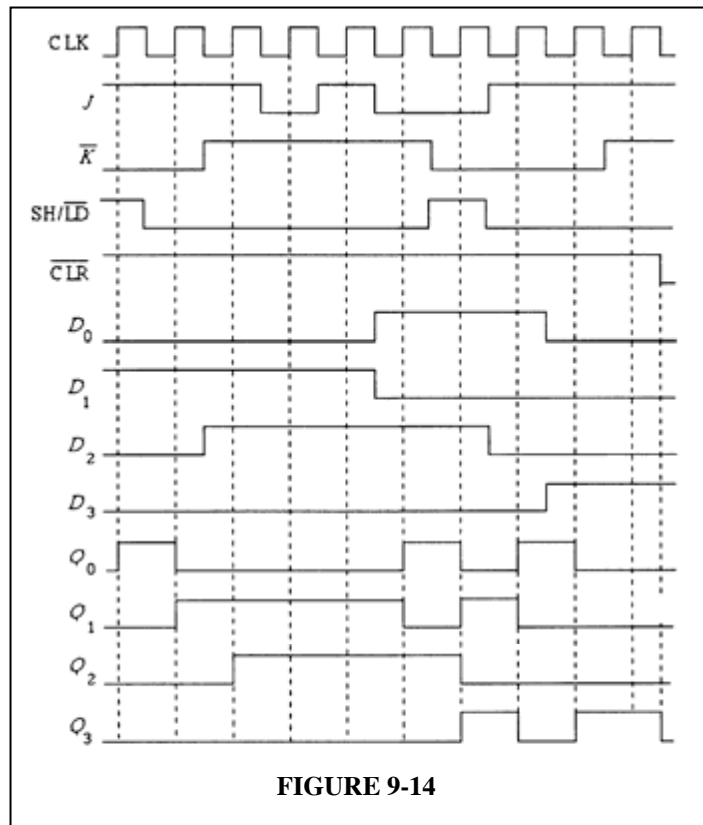 CLK
J
K̅
SH/L̅D̅
C̅L̅R̅
D₀
D₁
D₂
D₃
Q₀
Q₁
Q₂
Q₃
FIGURE 9-14